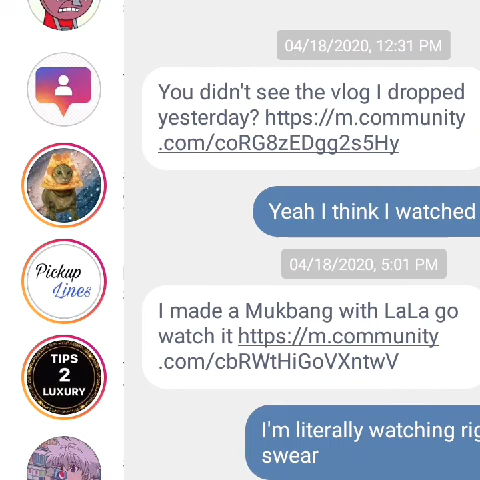 04/18/2020, 12:31 PM
You didn't see the vlog I dropped
yesterday? https://m.community
.com/coRG8zEDgg2s5Hy
Yeah I think I watched
04/18/2020, 5:01 PM
Pickup
Lines
I made a Mukbang with LaLa go
watch it https://m.community
.com/cbRWtHiGoVXntwV
TIPS
2
LUXURY
I'm literally watching rig
swear